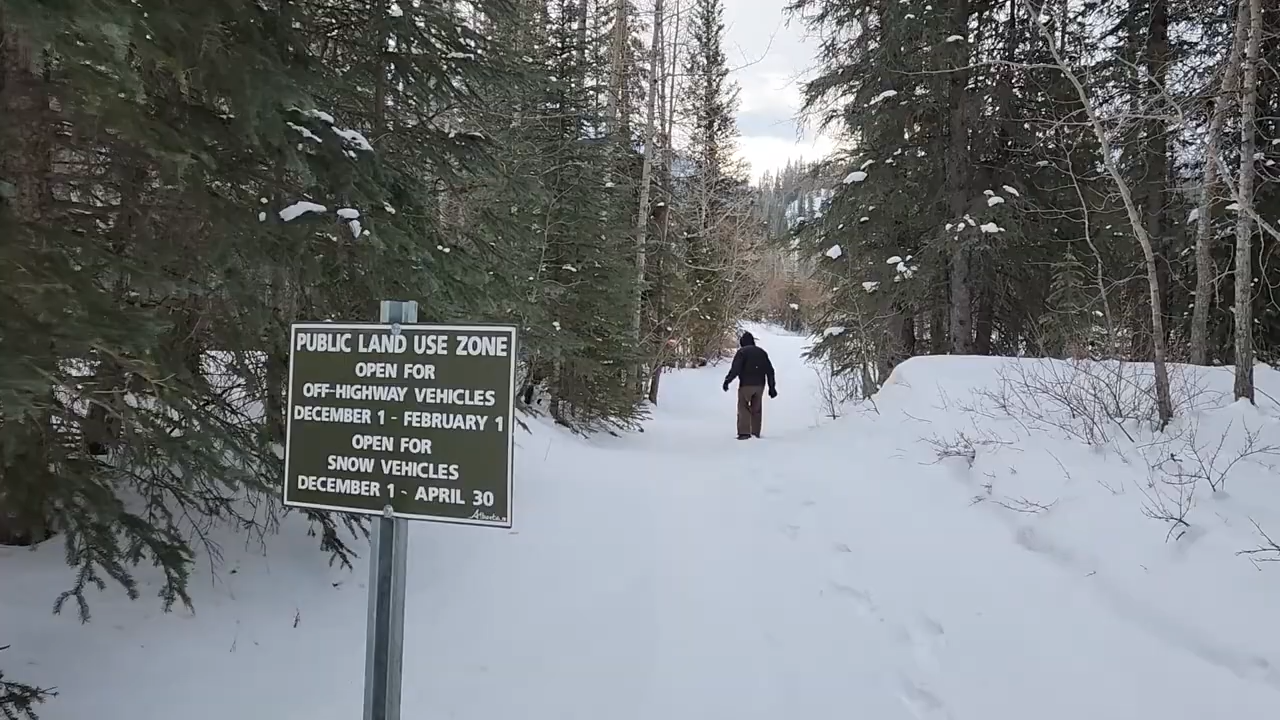 PUBLIC LAND USE ZONE
OPEN FOR
OFF-HIGHWAY VEHICLES
DECEMBER 1 - FEBRUARY 1
OPEN FOR
SNOW VEHICLES
DECEMBER 1 - APRIL 30
Alberta